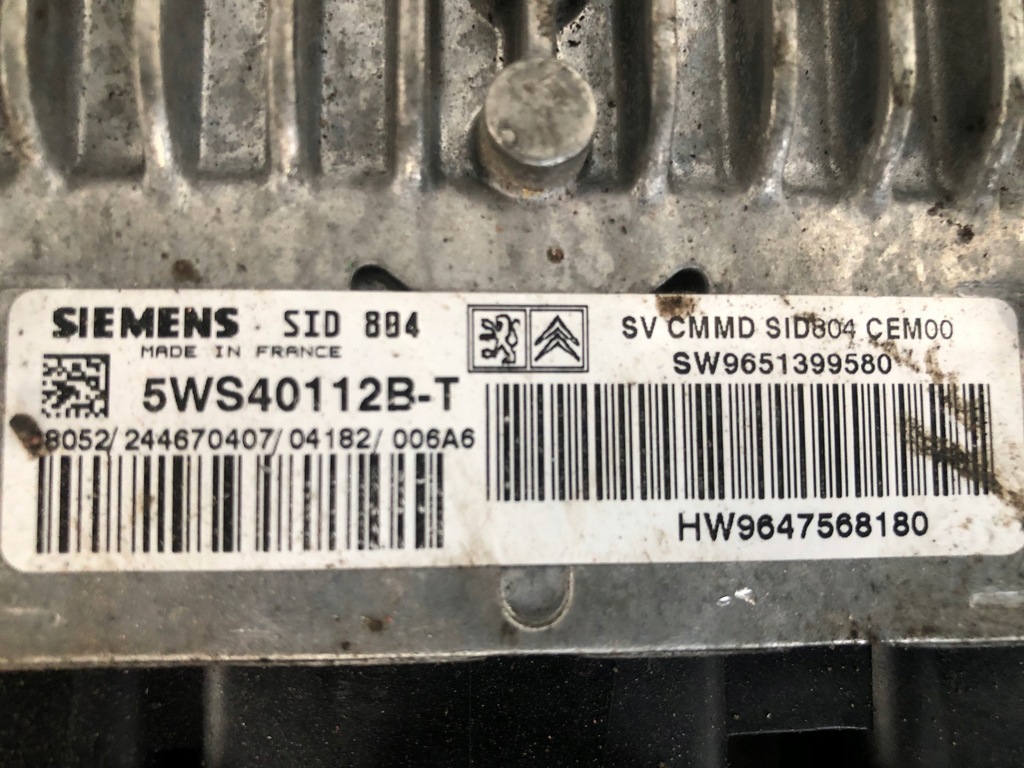 SIEMENS SID 804
MADE IN FRANCE
5WS40112B-T
8052/ 244670407/ 04182/ 006A6
SV CMMD SID804 CEM00
SW9651399580
HW9647568180